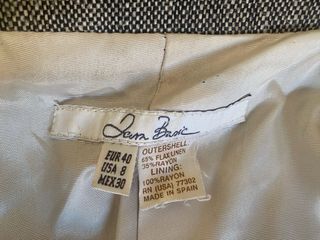 Zara Basic
EUR 40
USA 8
MEX 30
OUTERSHELL
65% FLAX/LINEN
35%RAYON
LINING:
100%RAYON
RN (USA) 77302
MADE IN SPAIN